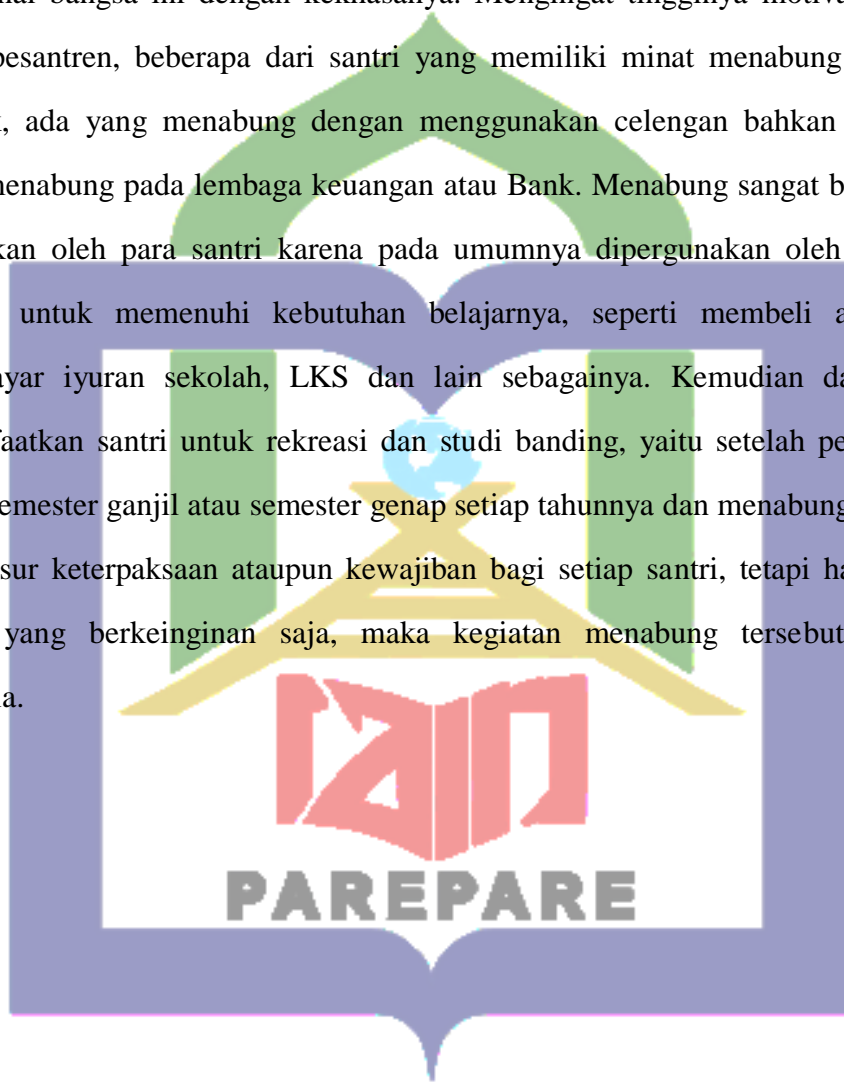 bangsa ini dengan kekhasanya. Mengingat tingginya
pesantren, beberapa dari santri yang memiliki minat menabung
ada yang menabung dengan menggunakan celengan bahkan
menabung pada lembaga keuangan atau Bank. Menabung sangat b
kan oleh para santri karena pada umumnya dipergunakan oleh
untuk memenuhi kebutuhan belajarnya, seperti membeli a
ayar iyuran sekolah, LKS dan lain sebagainya. Kemudian da
faatkan santri untuk rekreasi dan studi banding, yaitu setelah pe
semester ganjil atau semester genap setiap tahunnya dan menabung
sur keterpaksaan ataupun kewajiban bagi setiap santri, tetapi ha
yang berkeinginan saja, maka kegiatan menabung tersebut
a.
iain
PAREPARE